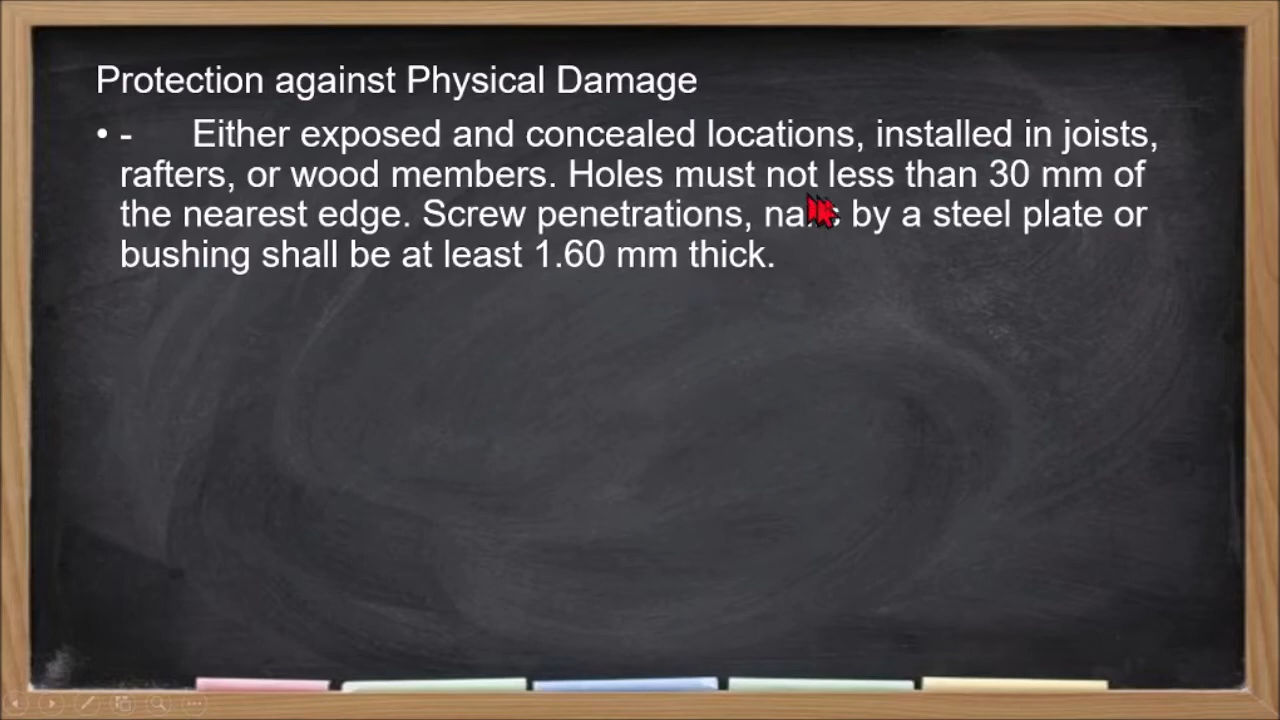 Protection against Physical Damage
• - Either exposed and concealed locations, installed in joists,
rafters, or wood members. Holes must not less than 30 mm of
the nearest edge. Screw penetrations, by a steel plate or
bushing shall be at least 1.60 mm thick.